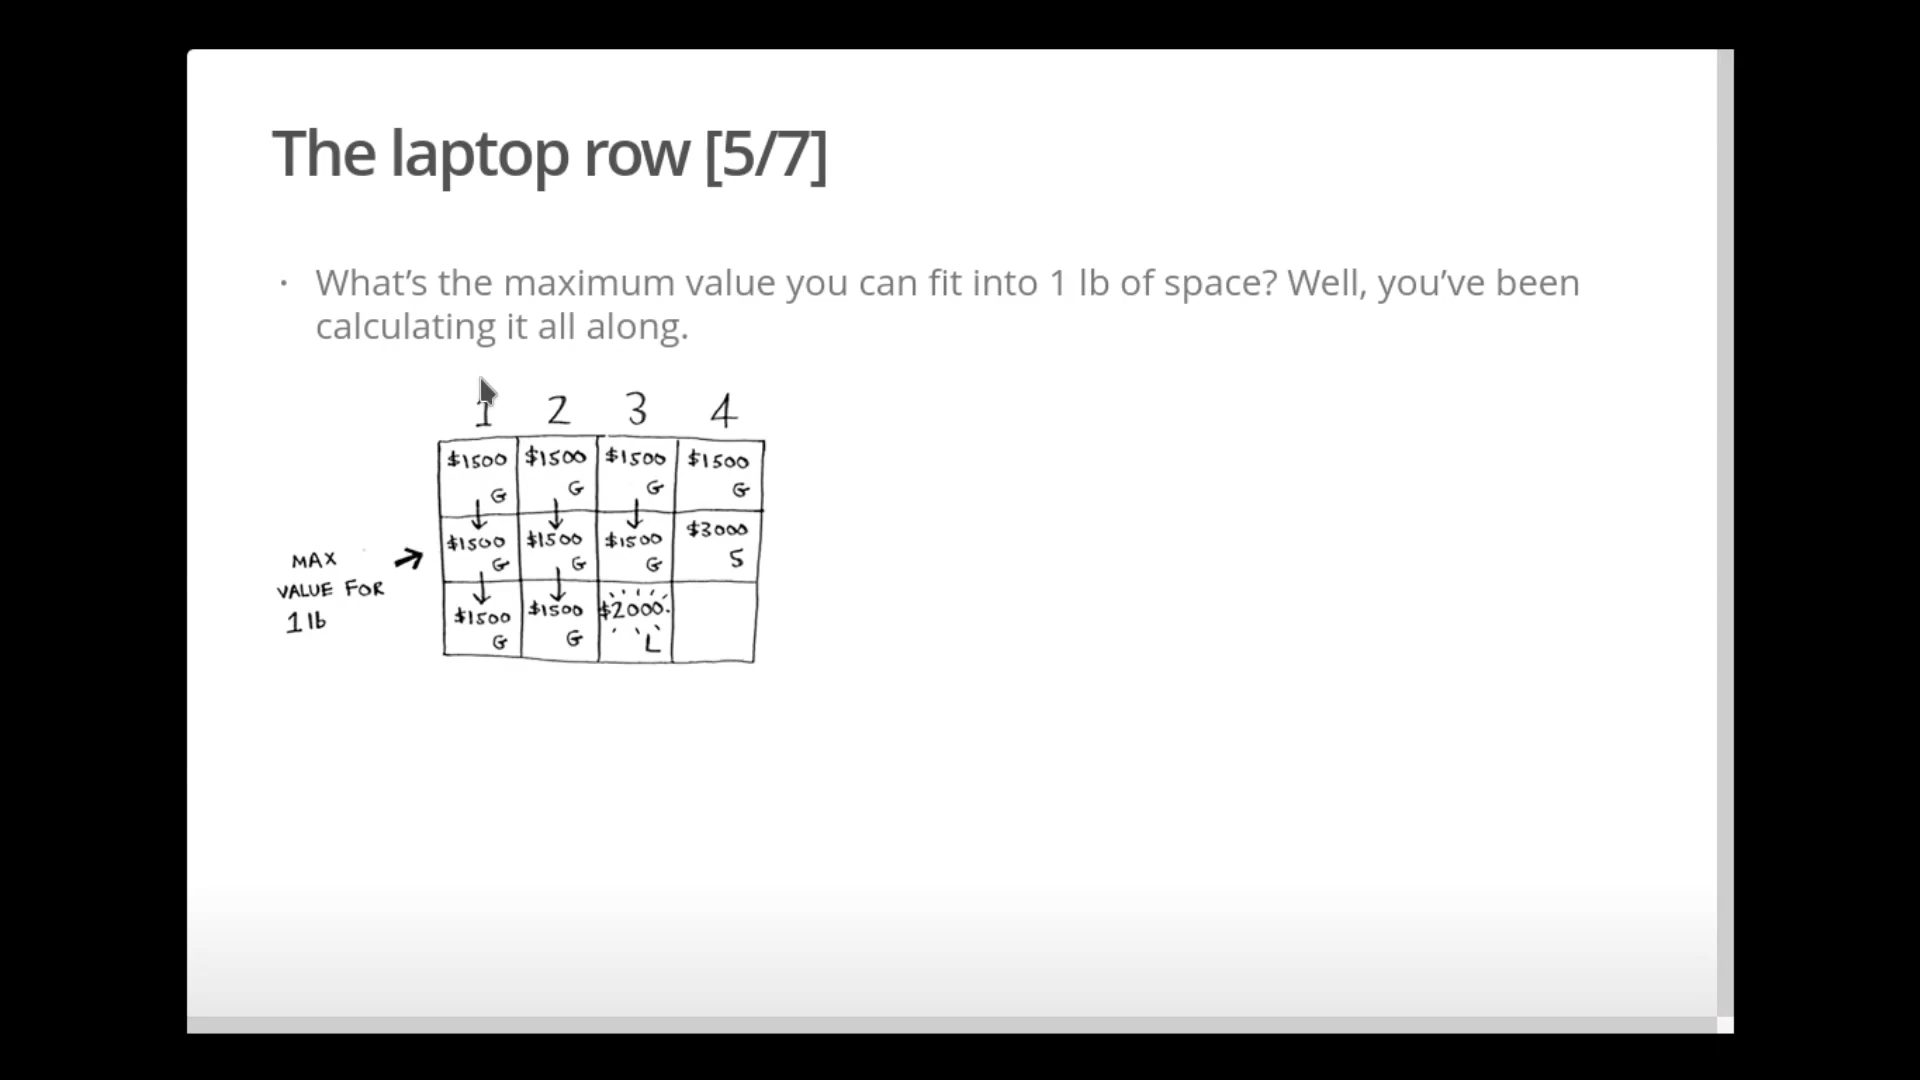 The laptop row [5/7]
· What’s the maximum value you can fit into 1 lb of space? Well, you’ve been
calculating it all along.
1 2 3 4
$1500 $1500 $1500 $1500
G G G G
$1500 $1500 $1500 $3000
G G G S
MAX
VALUE FOR
1 lb
$1500 $1500 $2000
G G L